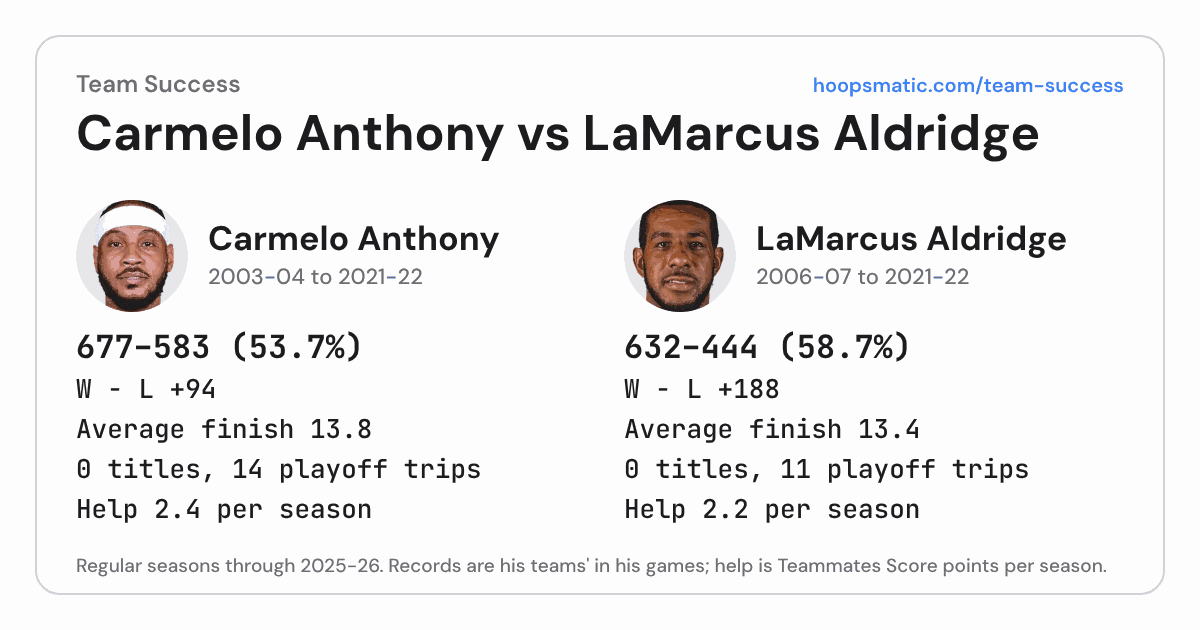 Team Success
hoopsmatic.com/team-success
Carmelo Anthony vs LaMarcus Aldridge
Carmelo Anthony
2003-04 to 2021-22
677-583 (53.7%)
W - L +94
Average finish 13.8
0 titles, 14 playoff trips
Help 2.4 per season
LaMarcus Aldridge
2006-07 to 2021-22
632-444 (58.7%)
W - L +188
Average finish 13.4
0 titles, 11 playoff trips
Help 2.2 per season
Regular seasons through 2025-26. Records are his teams' in his games; help is Teammates Score points per season.